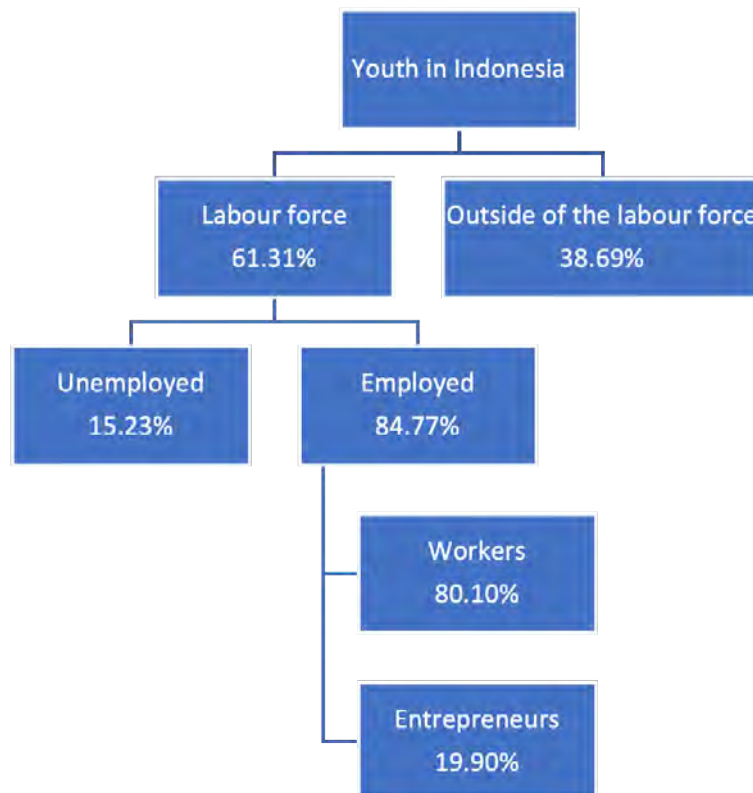 Youth in Indonesia
Labour force
61.31%
Outside of the labour force
38.69%
Unemployed
15.23%
Employed
84.77%
Workers
80.10%
Entrepreneurs
19.90%